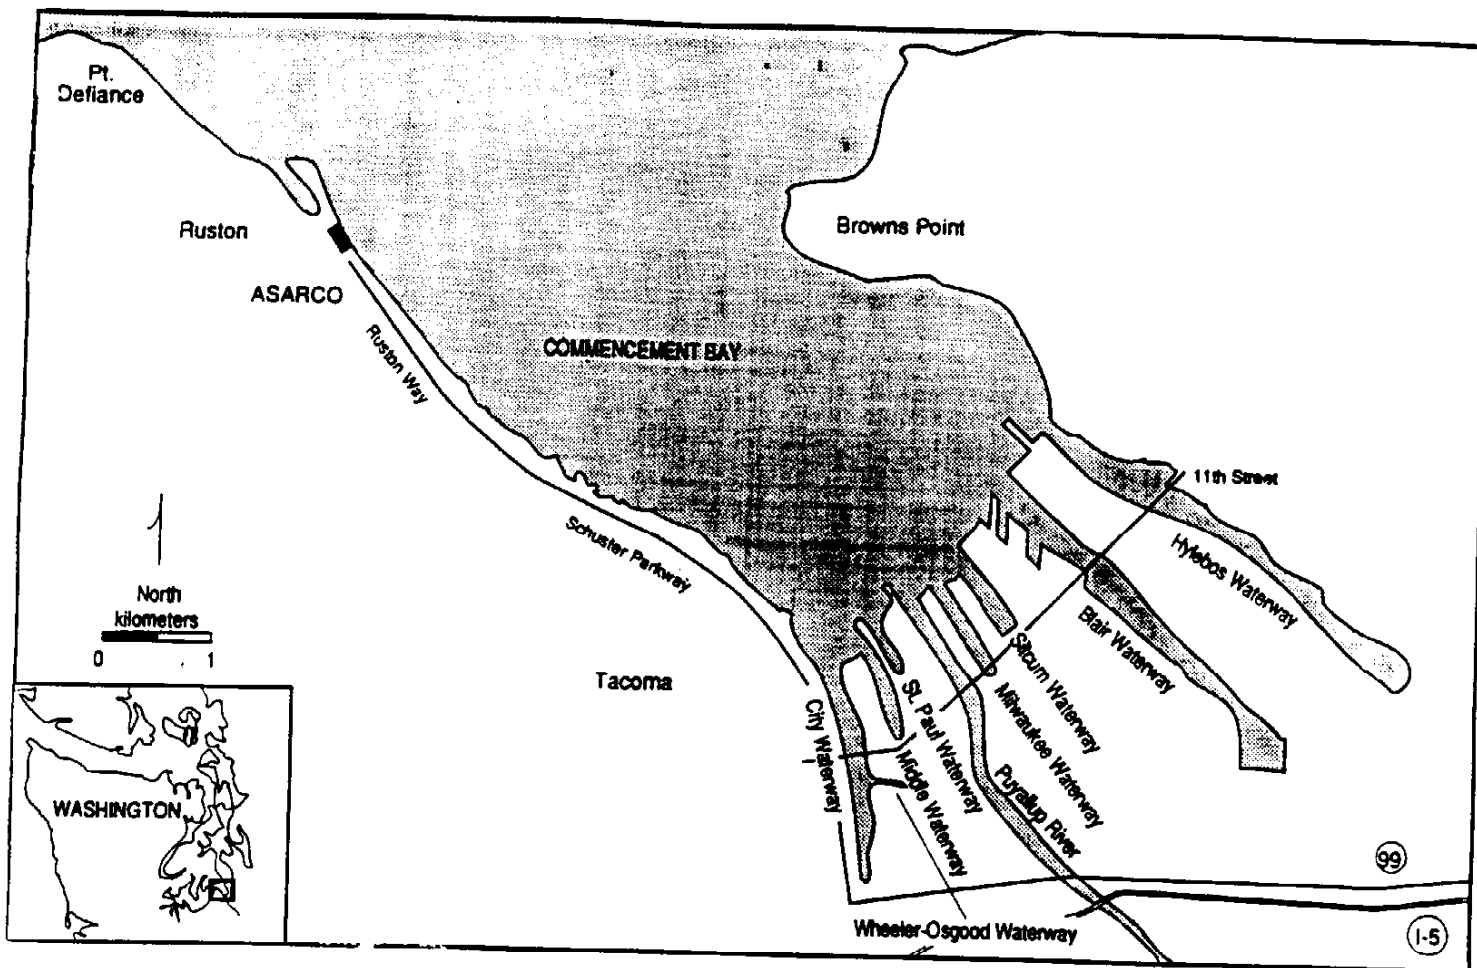 Pt.
Defiance
Browns Point
Ruston
ASARCO
Ruston Way
COMMENCEMENT BAY
11th Street
Hylebos Waterway
Schuster Parkway
Blair Waterway
North
kilometers
0 1
Sitcum Waterway
Tacoma
Milwaukee Waterway
St. Paul Waterway
City Waterway
Middle Waterway
Puyallup River
WASHINGTON
99
Wheeler-Osgood Waterway
I-5